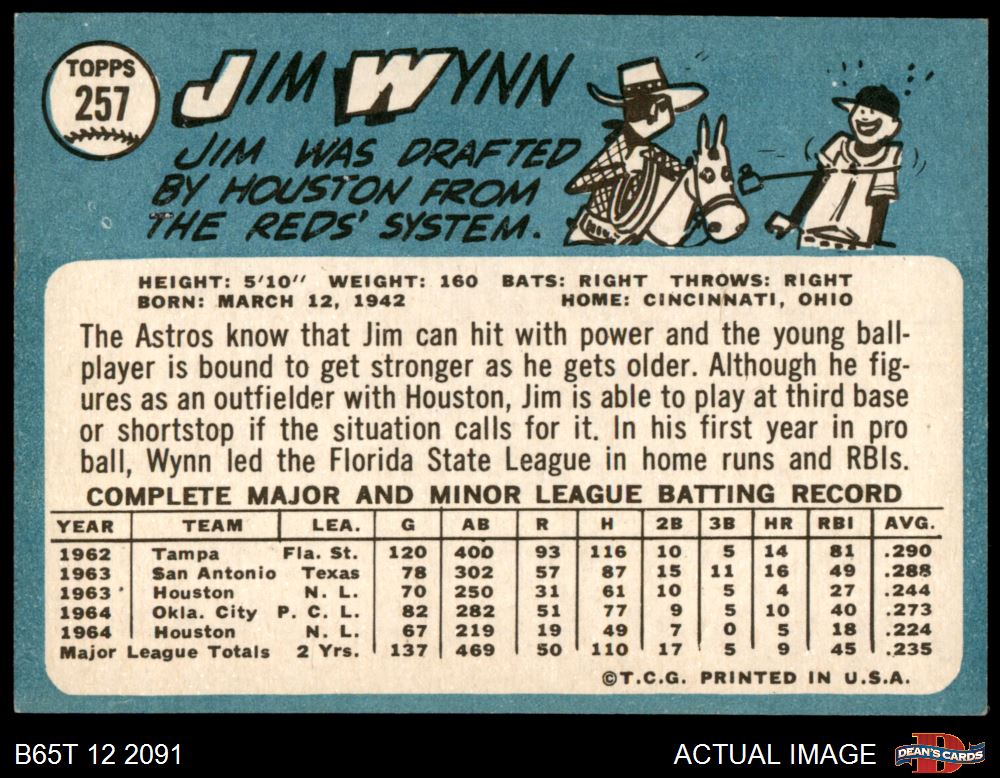 TOPPS
257
JIM WYNN
JIM WAS DRAFTED
BY HOUSTON FROM
THE REDS' SYSTEM.
HEIGHT: 5'10" WEIGHT: 160 BATS: RIGHT THROWS: RIGHT
BORN: MARCH 12, 1942 HOME: CINCINNATI, OHIO
The Astros know that Jim can hit with power and the young ball-
player is bound to get stronger as he gets older. Although he fig-
ures as an outfielder with Houston, Jim is able to play at third base
or shortstop if the situation calls for it. In his first year in pro
ball, Wynn led the Florida State League in home runs and RBIs.
COMPLETE MAJOR AND MINOR LEAGUE BATTING RECORD
YEAR TEAM LEA. G AB R H 2B 3B HR RBI AVG.
1962 Tampa Fla. St. 120 400 93 116 10 5 14 81 .290
1963 San Antonio Texas 78 302 57 87 15 11 16 49 .288
1963 Houston N. L. 70 250 31 61 10 5 4 27 .244
1964 Okla. City P. C. L. 82 282 51 77 9 5 10 40 .273
1964 Houston N. L. 67 219 19 49 7 0 5 18 .224
Major League Totals 2 Yrs. 137 469 50 110 17 5 9 45 .235
©T.C.G. PRINTED IN U.S.A.
B65T 12 2091 ACTUAL IMAGE
DEAN'S CARDS